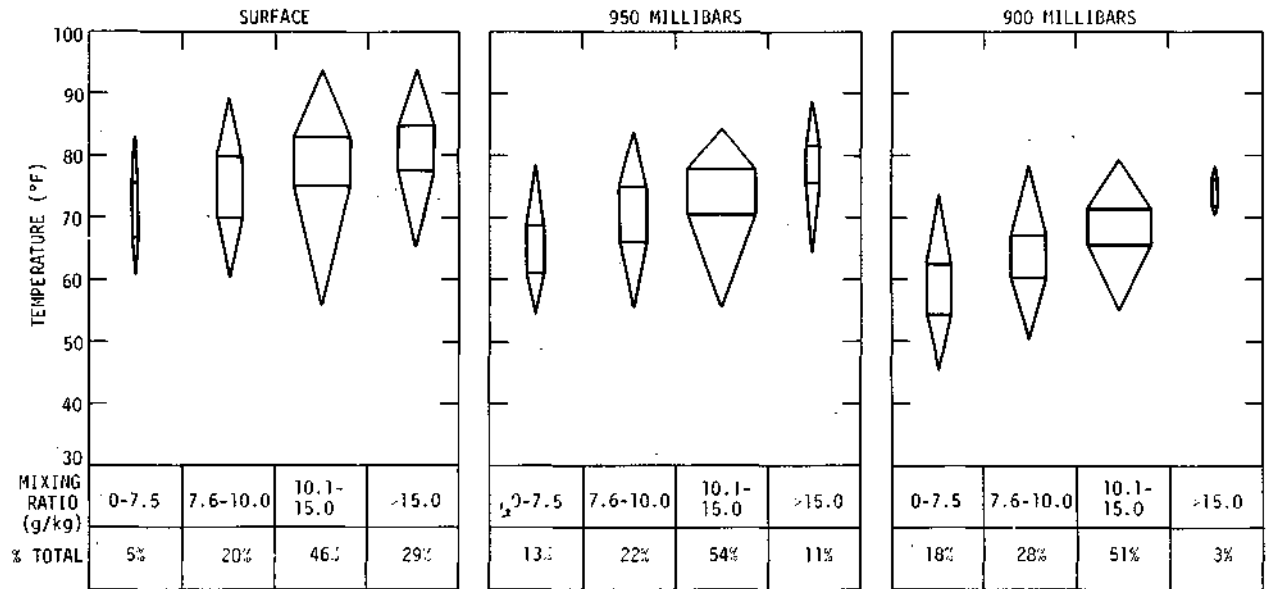 SURFACE 950 MILLIBARS 900 MILLIBARS
TEMPERATURE (°F)
100
90
80
70
60
50
40
30
MIXING RATIO (g/kg) 0-7.5 7.6-10.0 10.1-15.0 >15.0 0-7.5 7.6-10.0 10.1-15.0 >15.0 0-7.5 7.6-10.0 10.1-15.0 >15.0
% TOTAL 5% 20% 46% 29% 13% 22% 54% 11% 18% 28% 51% 3%